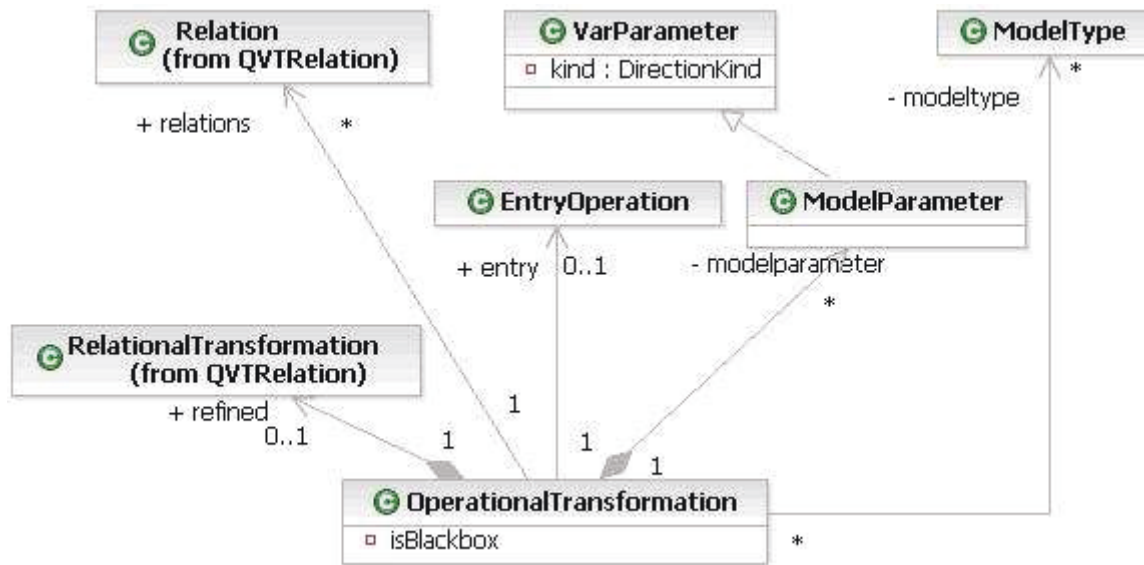 Relation
(from QVTRelation)
VarParameter
kind : DirectionKind
ModelType
*
- modeltype
+ relations
*
EntryOperation
ModelParameter
+ entry
0..1
- modelparameter
*
RelationalTransformation
(from QVTRelation)
+ refined
0..1
1
1
1
1
OperationalTransformation
isBlackbox
*